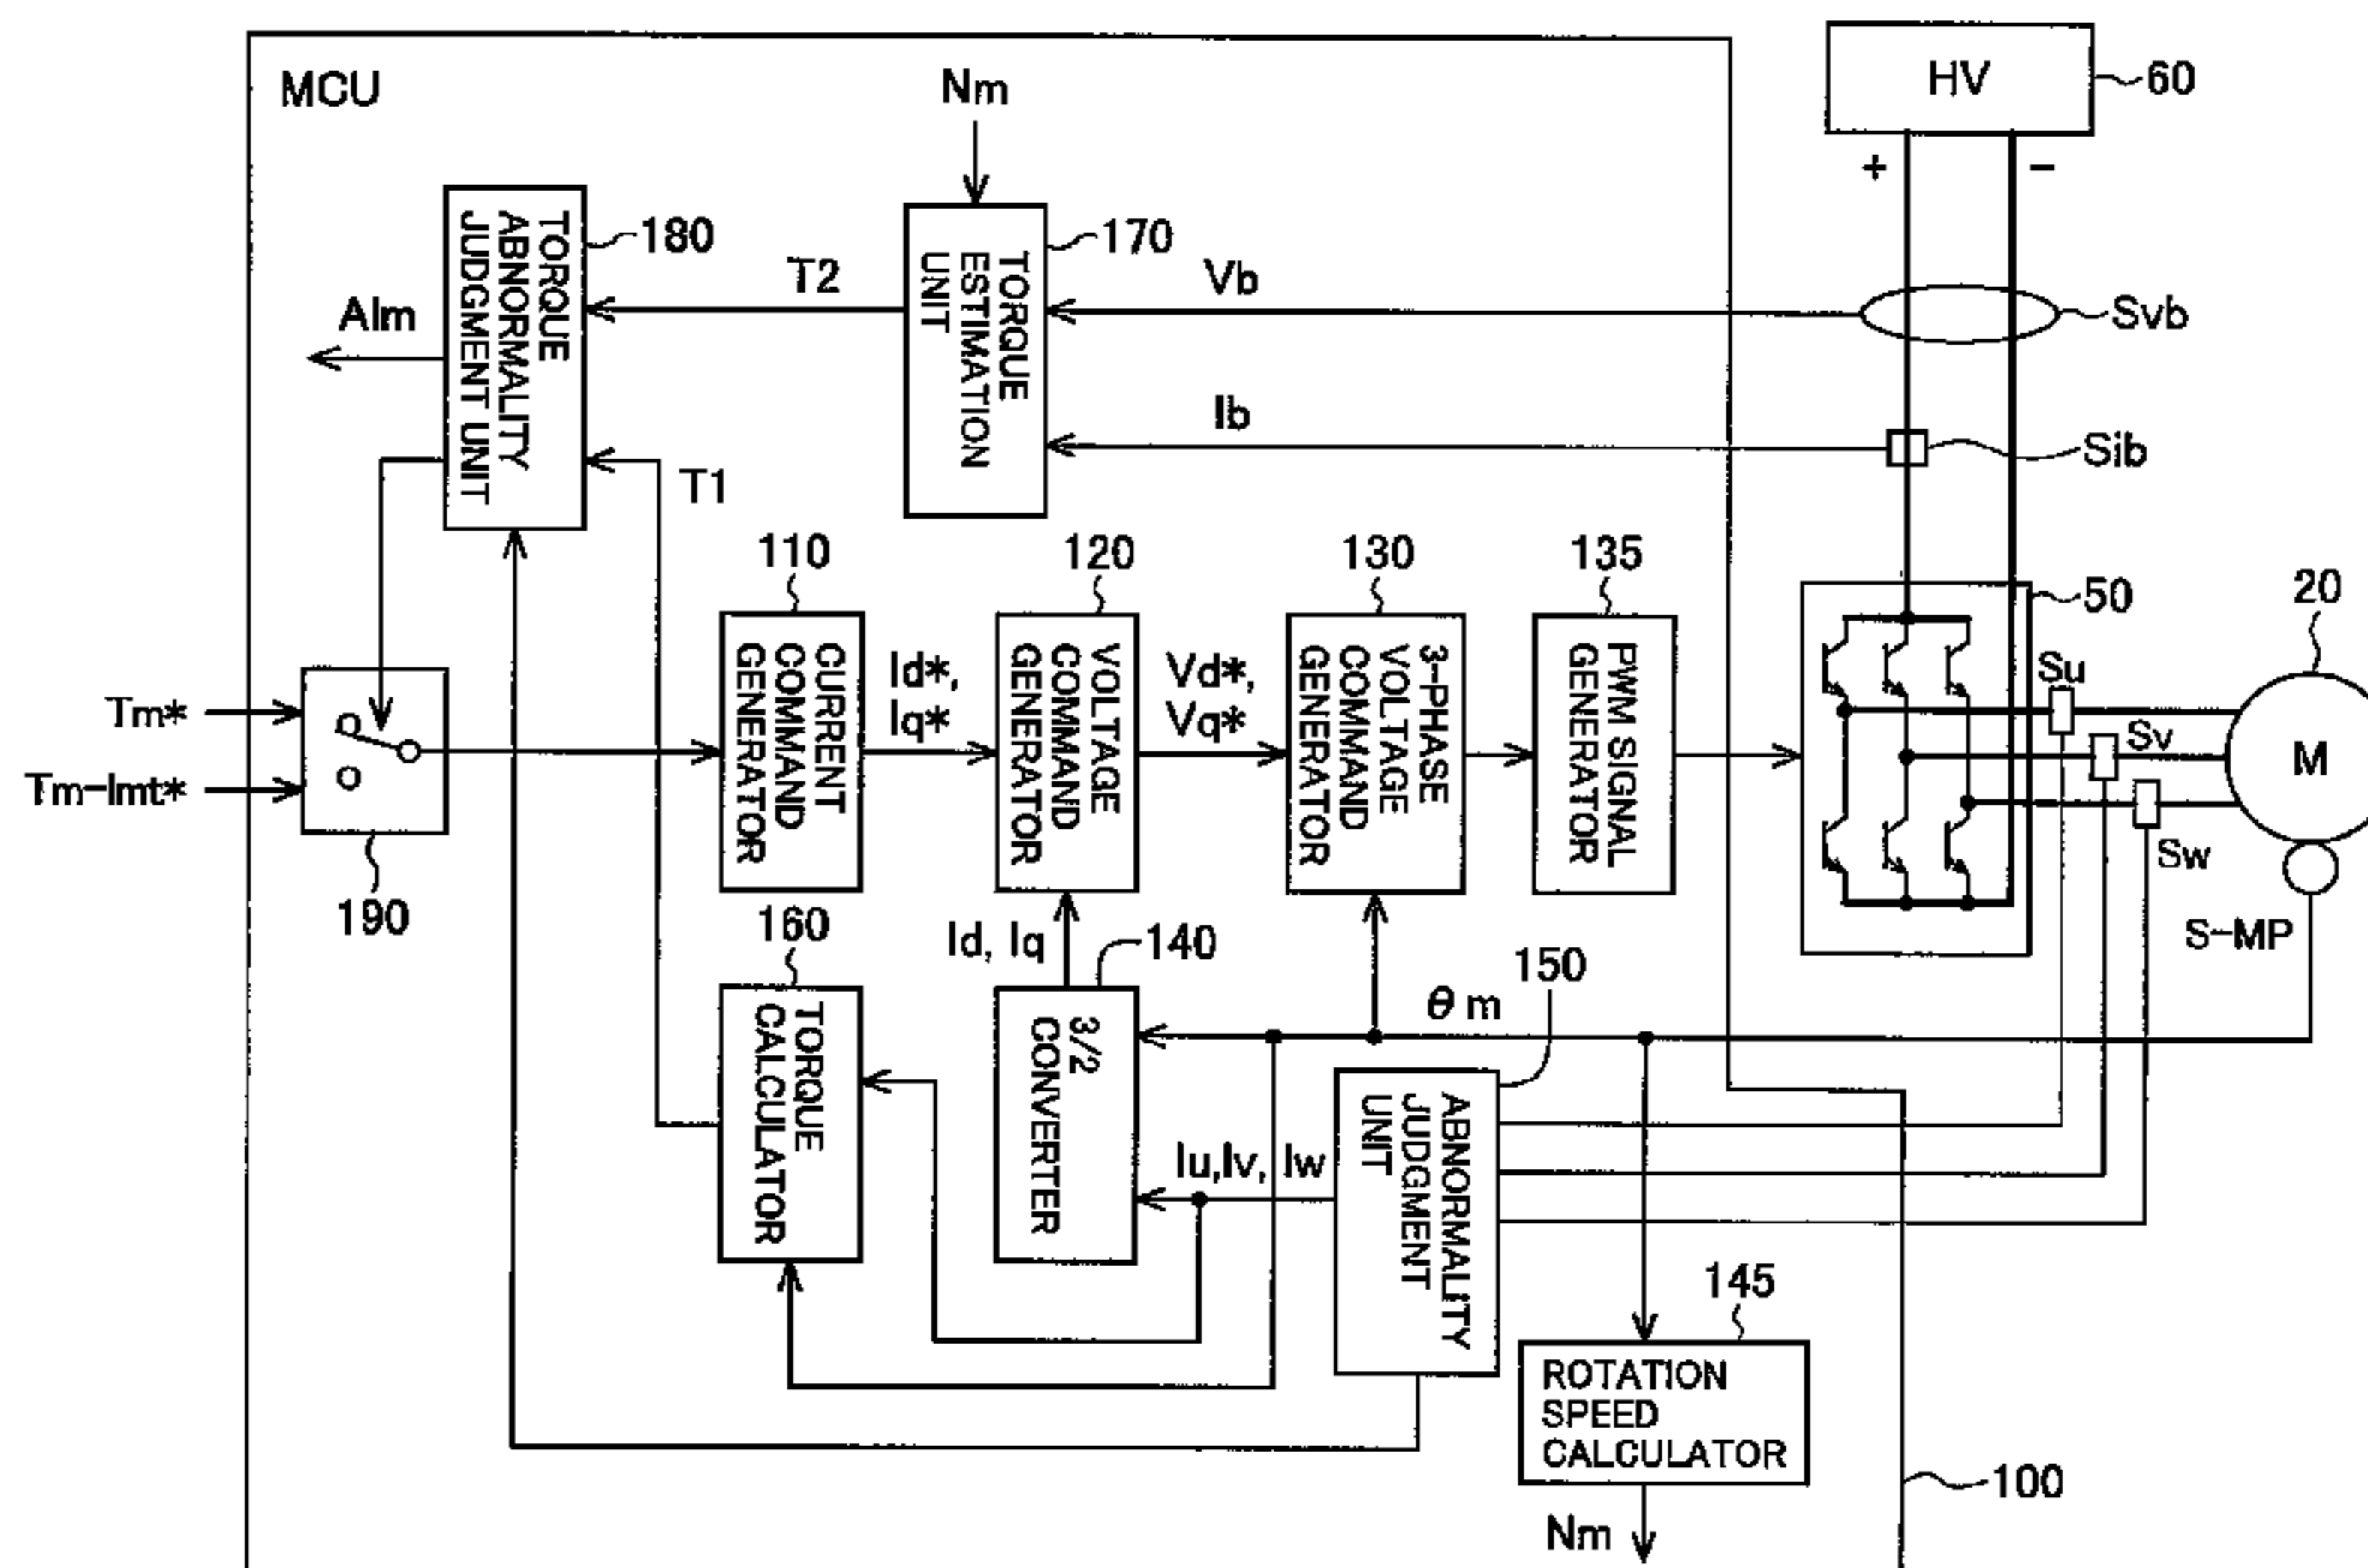 MCU
Nm
HV
60
+
-
TORQUE
ABNORMALITY
JUDGMENT UNIT
180
T2
TORQUE
ESTIMATION
UNIT
170
Vb
Svb
Alm
Ib
Sib
T1
110
120
130
135
50
20
CURRENT
COMMAND
GENERATOR
Id*,
Iq*
VOLTAGE
COMMAND
GENERATOR
Vd*,
Vq*
3-PHASE
VOLTAGE
COMMAND
GENERATOR
PWM SIGNAL
GENERATOR
Su
Sv
Sw
M
Tm*
Tm-lmt*
190
160
Id, Iq
140
150
S-MP
θm
TORQUE
CALCULATOR
3/2
CONVERTER
Iu,Iv, Iw
ABNORMALITY
JUDGMENT
UNIT
145
ROTATION
SPEED
CALCULATOR
100
Nm